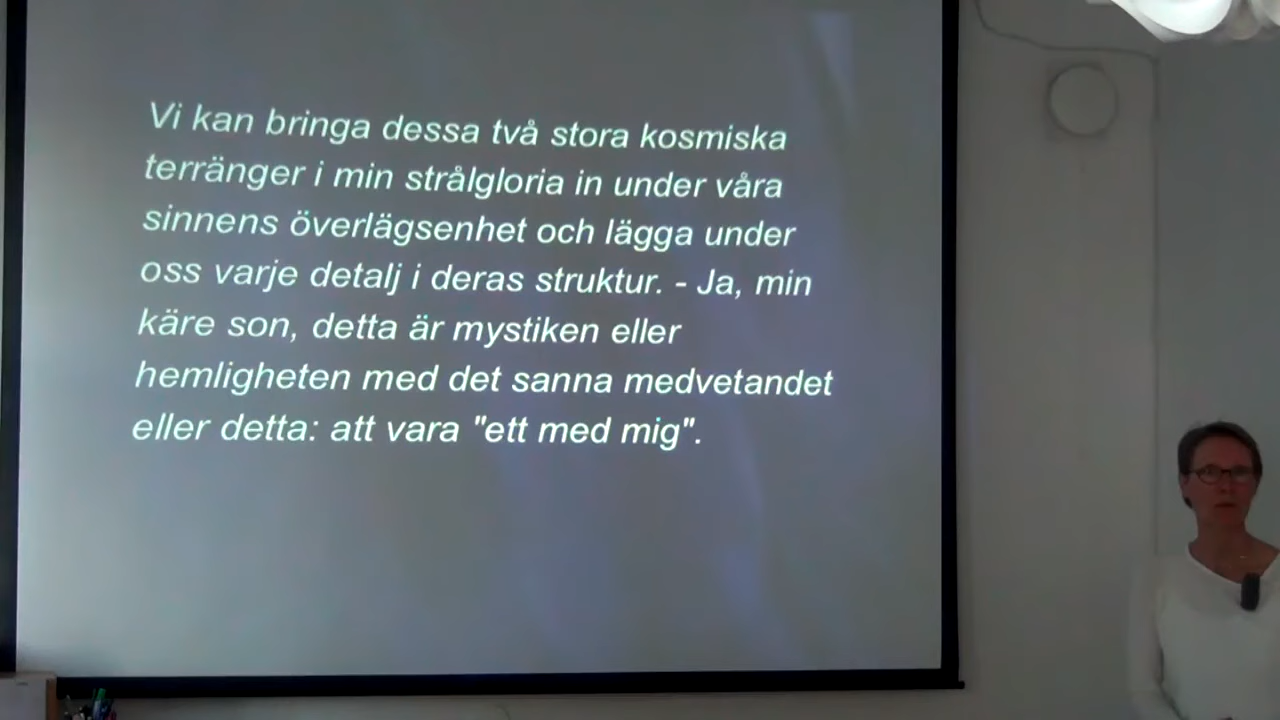 Vi kan bringa dessa två stora kosmiska
terränger i min strålgloria in under våra
sinnens överlägsenhet och lägga under
oss varje detalj i deras struktur. - Ja, min
käre son, detta är mystiken eller
hemligheten med det sanna medvetandet
eller detta: att vara "ett med mig".